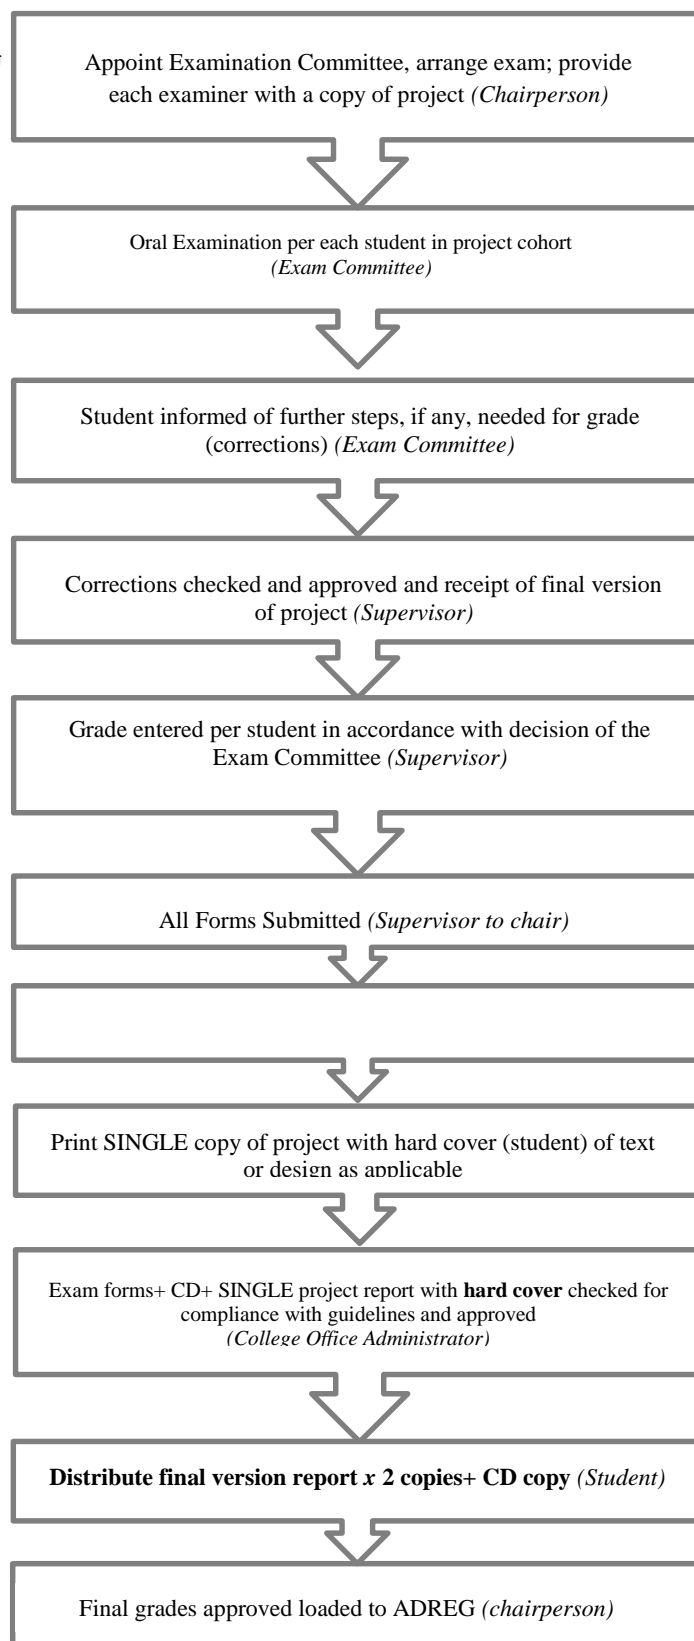 Appoint Examination Committee, arrange exam; provide
each examiner with a copy of project (Chairperson)
Oral Examination per each student in project cohort
(Exam Committee)
Student informed of further steps, if any, needed for grade
(corrections) (Exam Committee)
Corrections checked and approved and receipt of final version
of project (Supervisor)
Grade entered per student in accordance with decision of the
Exam Committee (Supervisor)
All Forms Submitted (Supervisor to chair)
Print SINGLE copy of project with hard cover (student) of text
or design as applicable
Exam forms+ CD+ SINGLE project report with hard cover checked for
compliance with guidelines and approved
(College Office Administrator)
Distribute final version report x 2 copies+ CD copy (Student)
Final grades approved loaded to ADREG (chairperson)